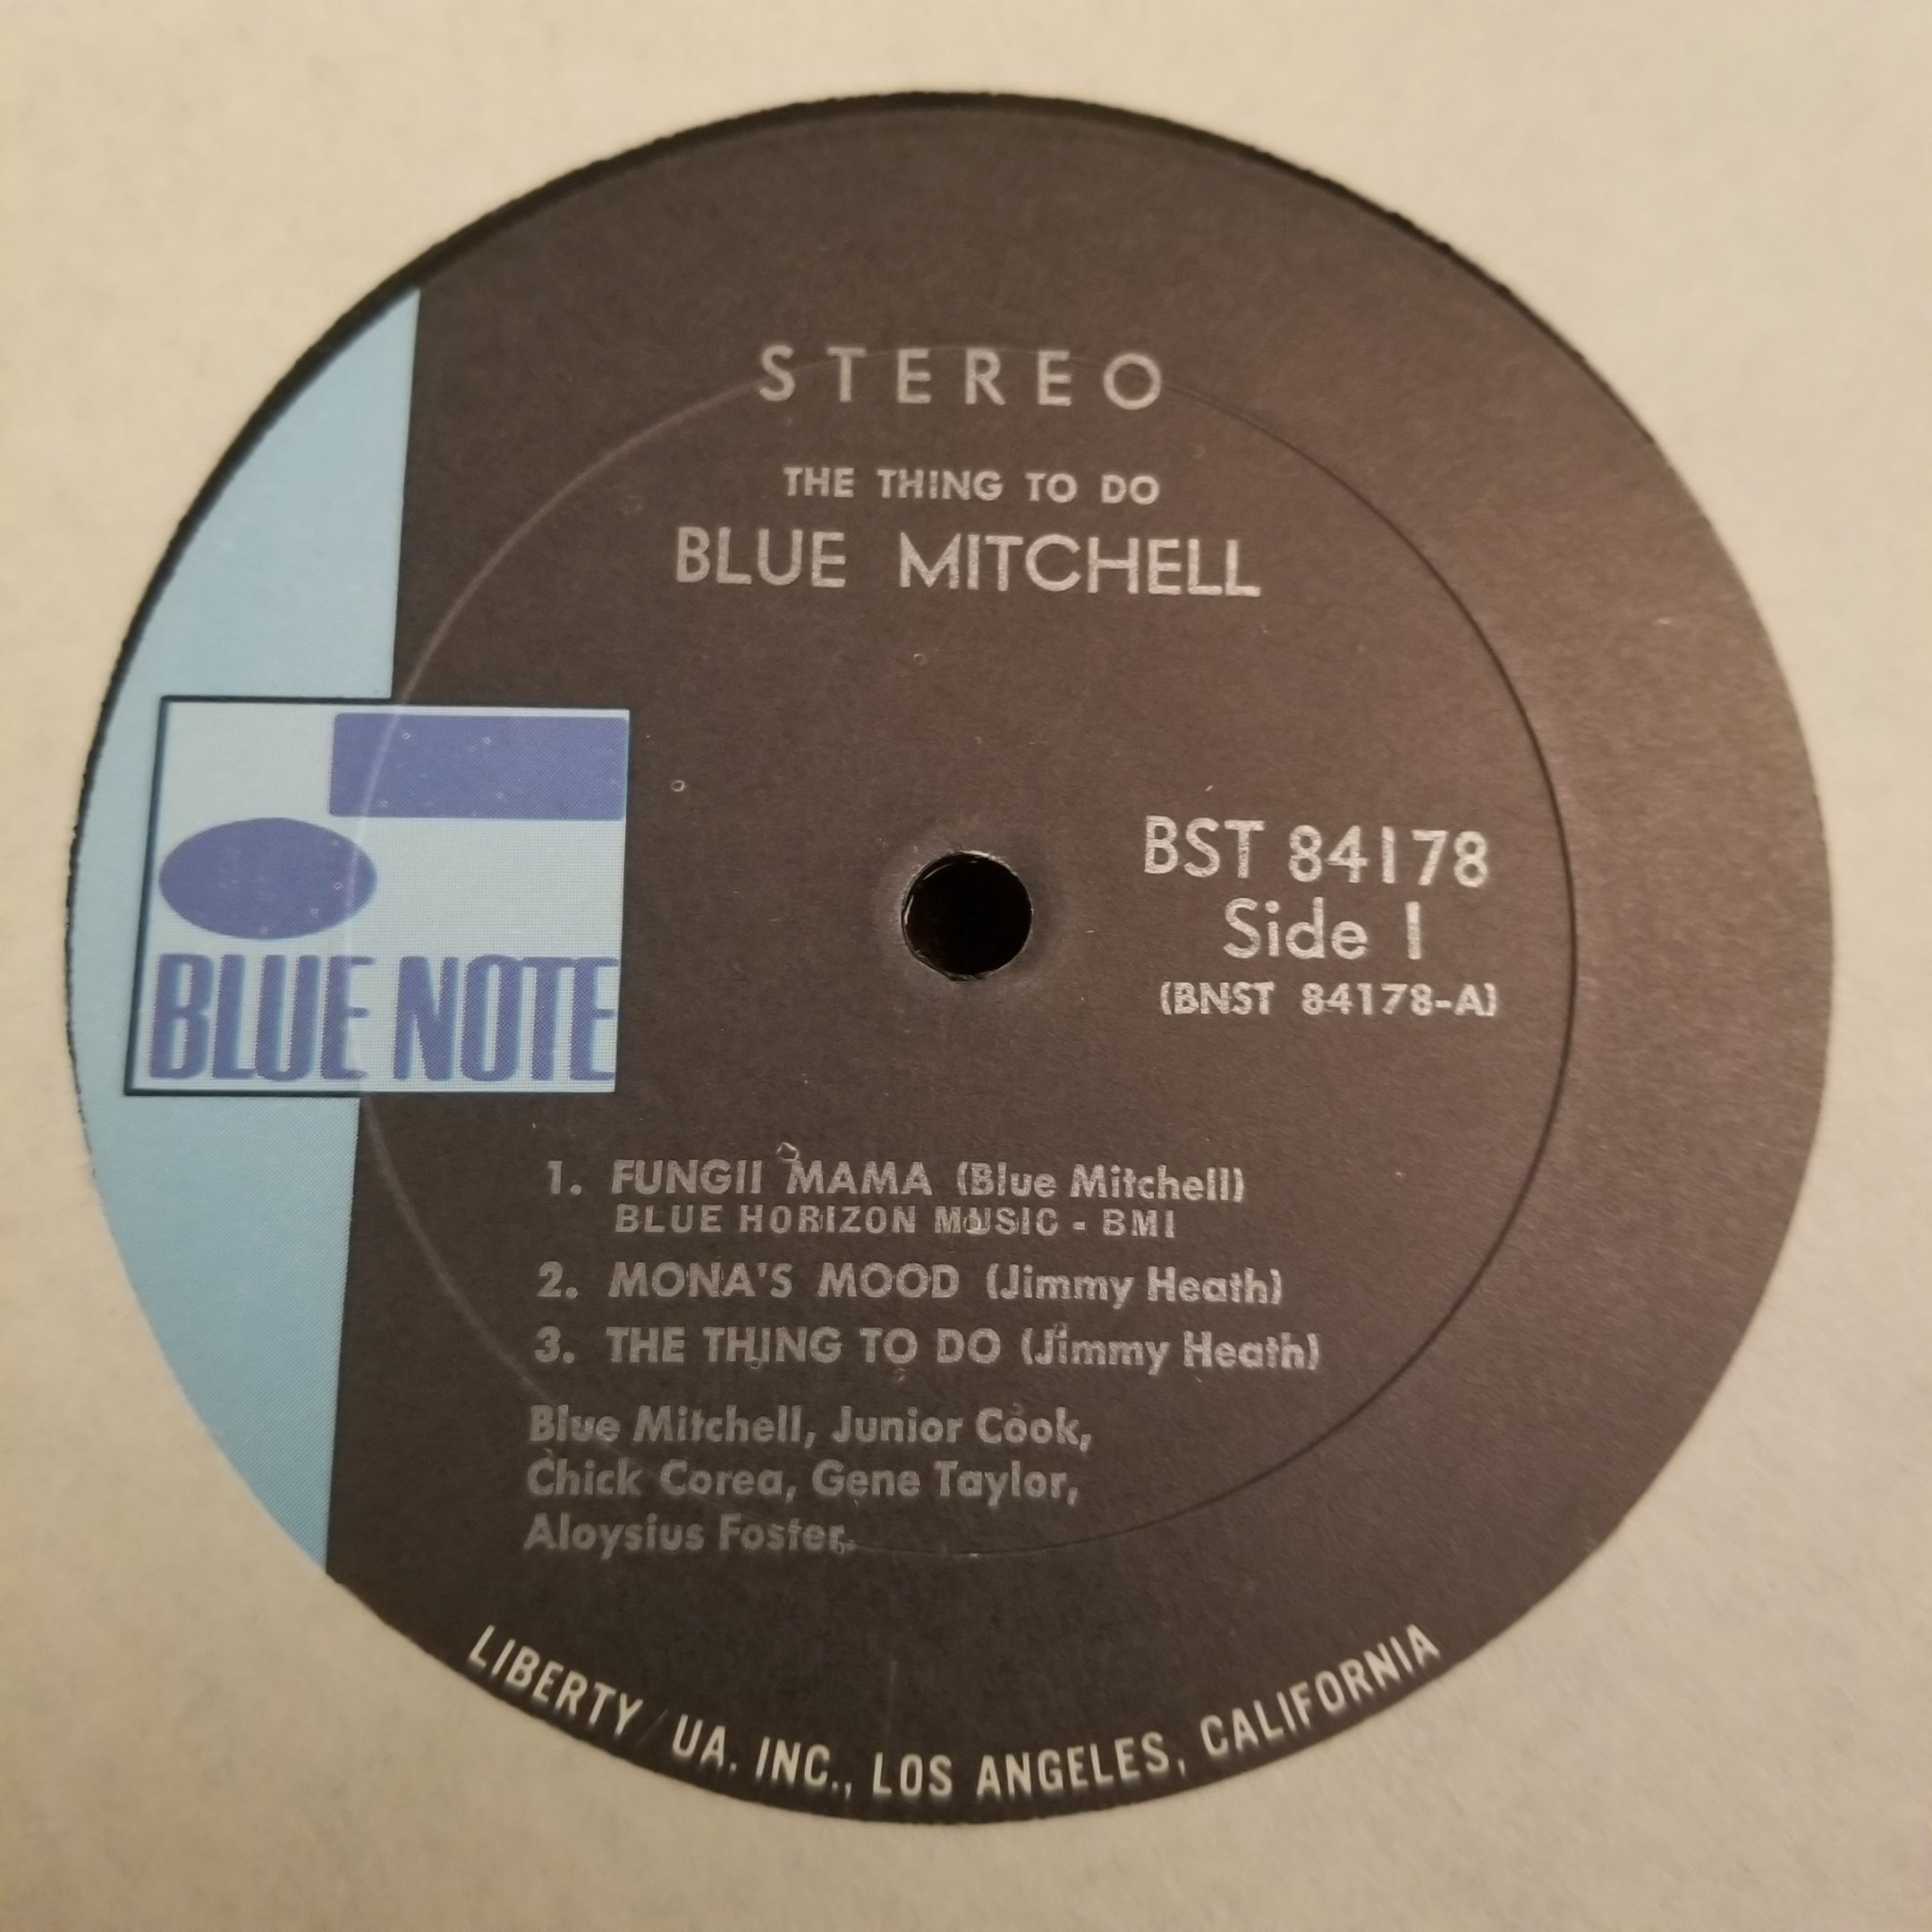 STEREO
THE THING TO DO
BLUE MITCHELL
BLUE NOTE
BST 84178
Side 1
(BNST 84178-A)
1. FUNGII MAMA (Blue Mitchell)
BLUE HORIZON MUSIC - BMI
2. MONA'S MOOD (Jimmy Heath)
3. THE THING TO DO (Jimmy Heath)
Blue Mitchell, Junior Cook,
Chick Corea, Gene Taylor,
Aloysius Foster.
LIBERTY / UA. INC., LOS ANGELES, CALIFORNIA